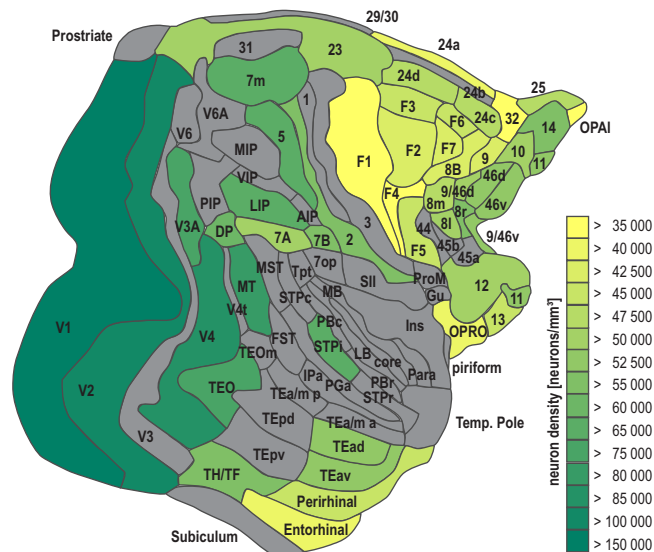 29/30
Prostriate
24a
31
23
7m
24d
24b
25
1
F3
24c
32
OPAl
V6A
F6
14
V6
5
10
MIP
F2
F7
9
11
F1
8B
46d
VIP
9/46d
PIP
LIP
F4
8m
46v
AIP
3
8r
V3A
44
8l
DP
7A
7B
2
9/46v
F5
45b
MST
7op
45a
Tpt
SII
ProM
MT
STPc
MB
Gu
12
11
V4t
V1
PBc
Ins
13
V4
FST
OPRO
STPi
TEOm
LB
core
piriform
V2
IPa
Para
TEO
PGa
PBr
TEa/m p
STPr
TEpd
TEa/m a
Temp. Pole
V3
TEad
TEpv
TH/TF
TEav
Perirhinal
Entorhinal
Subiculum
neuron density [neurons/mm³]
> 35 000
> 40 000
> 42 500
> 45 000
> 47 500
> 50 000
> 52 500
> 55 000
> 60 000
> 65 000
> 75 000
> 80 000
> 85 000
> 100 000
> 150 000